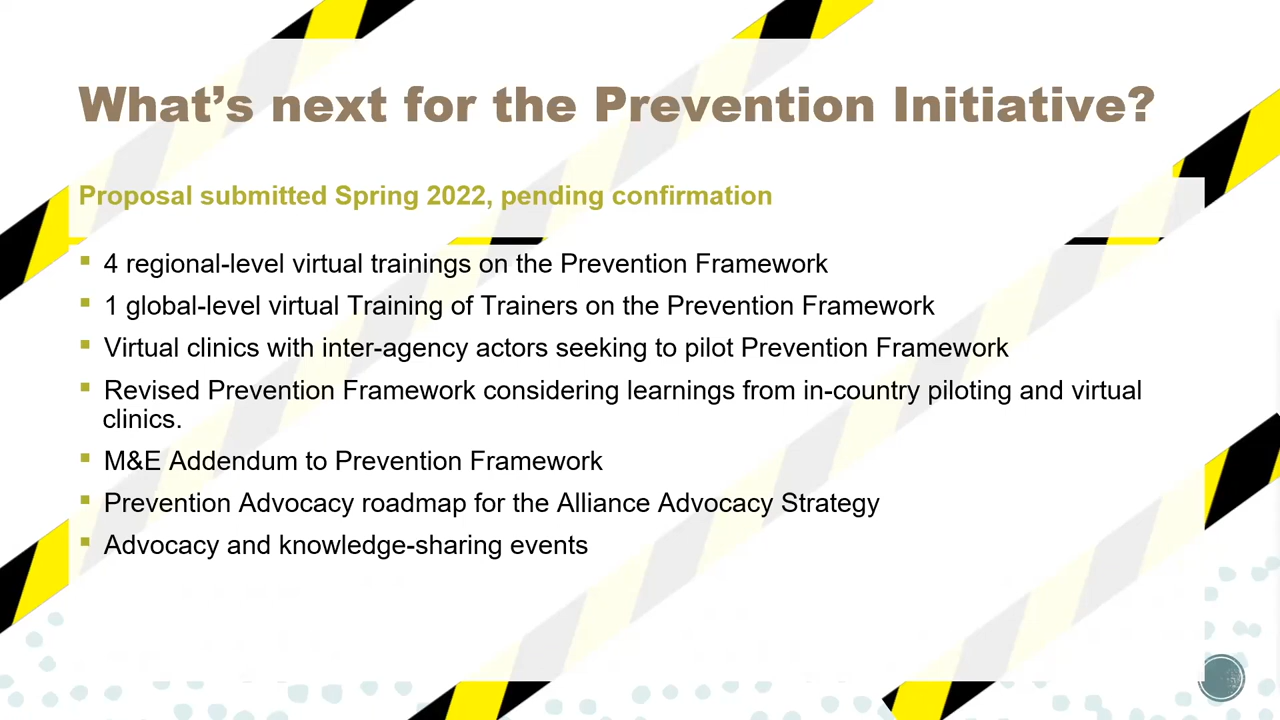 What’s next for the Prevention Initiative?
Proposal submitted Spring 2022, pending confirmation
▪ 4 regional-level virtual trainings on the Prevention Framework
▪ 1 global-level virtual Training of Trainers on the Prevention Framework
▪ Virtual clinics with inter-agency actors seeking to pilot Prevention Framework
▪ Revised Prevention Framework considering learnings from in-country piloting and virtual
clinics.
▪ M&E Addendum to Prevention Framework
▪ Prevention Advocacy roadmap for the Alliance Advocacy Strategy
▪ Advocacy and knowledge-sharing events